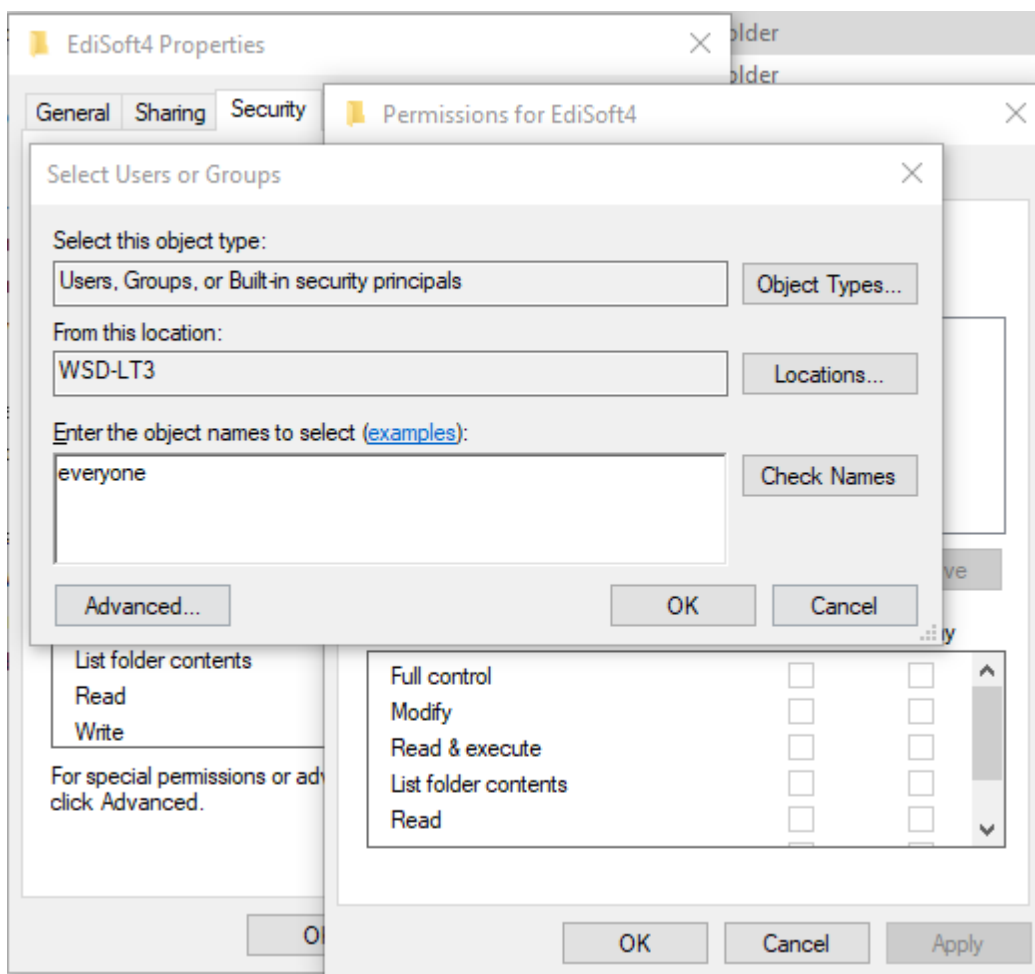 EdiSoft4 Properties
General Sharing Security
Permissions for EdiSoft4
Select Users or Groups
Select this object type:
Users, Groups, or Built-in security principals
Object Types...
From this location:
WSD-LT3
Locations...
Enter the object names to select (examples):
everyone
Check Names
Advanced...
OK
Cancel
List folder contents
Read
Write
For special permissions or
click Advanced.
Full control
Modify
Read & execute
List folder contents
Read
OK
Cancel
Apply